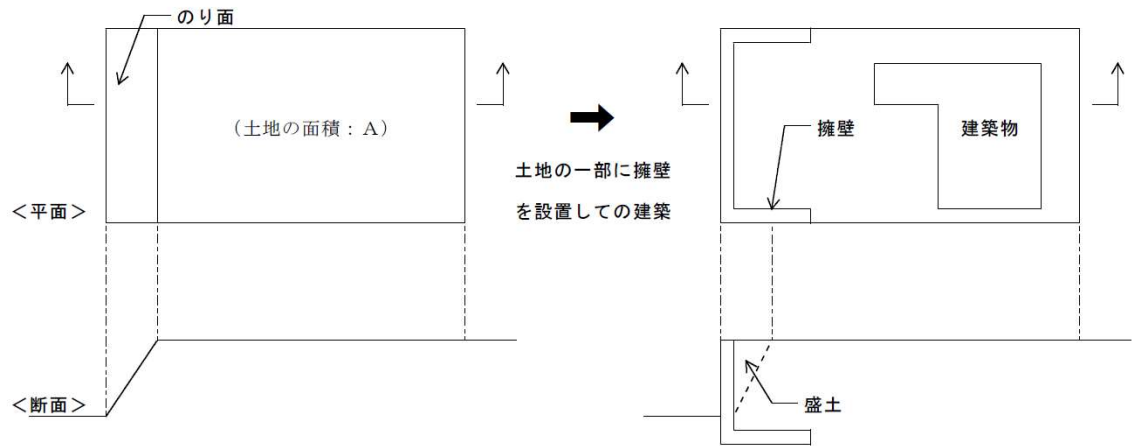 のり面
(土地の面積：A)
<平面>
<断面>
土地の一部に擁壁
を設置しての建築
擁壁
建築物
盛土